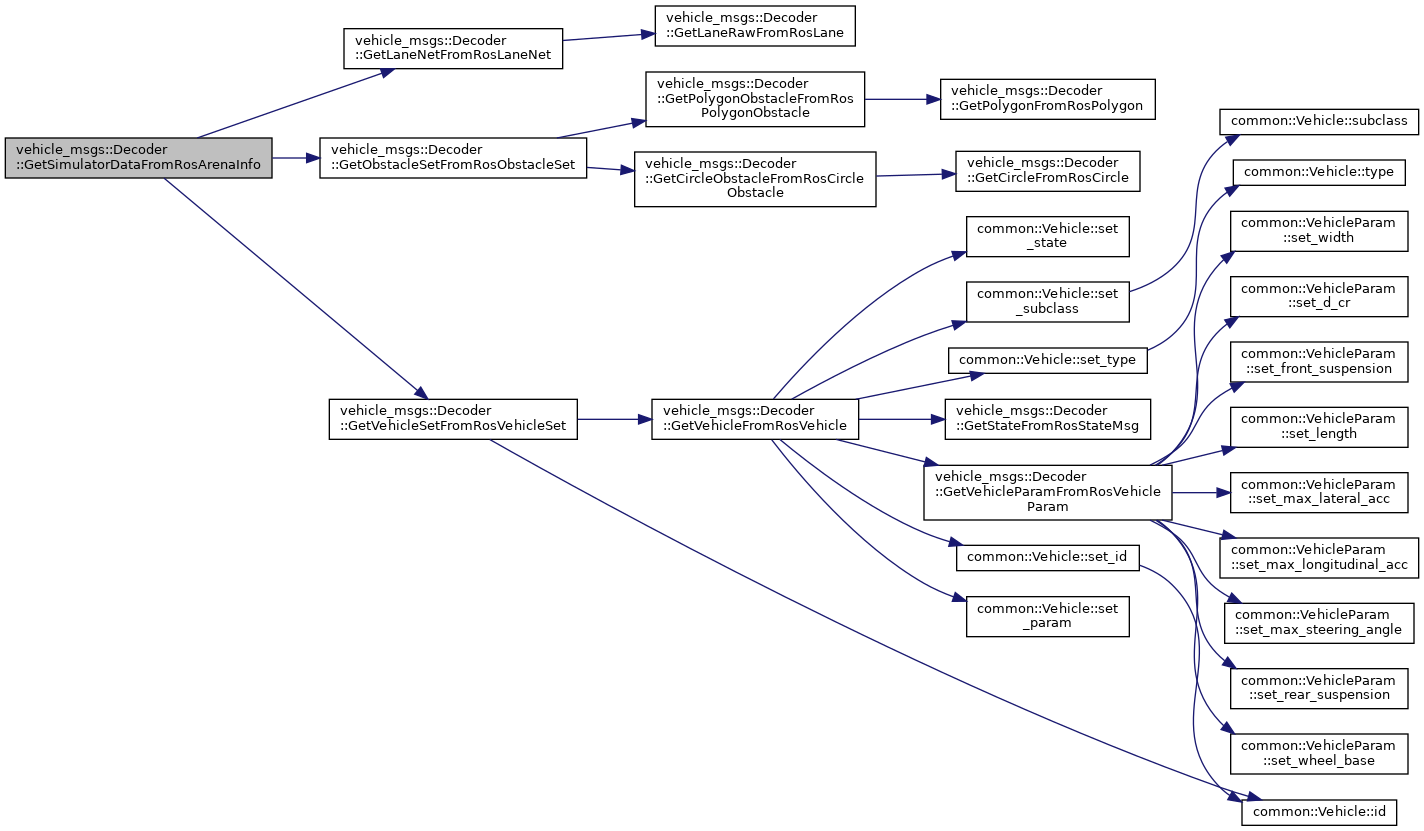 vehicle_msgs::Decoder
::GetSimulatorDataFromRosArenaInfo
vehicle_msgs::Decoder
::GetLaneNetFromRosLaneNet
vehicle_msgs::Decoder
::GetLaneRawFromRosLane
vehicle_msgs::Decoder
::GetObstacleSetFromRosObstacleSet
vehicle_msgs::Decoder
::GetPolygonObstacleFromRos
PolygonObstacle
vehicle_msgs::Decoder
::GetPolygonFromRosPolygon
vehicle_msgs::Decoder
::GetCircleObstacleFromRosCircle
Obstacle
vehicle_msgs::Decoder
::GetCircleFromRosCircle
vehicle_msgs::Decoder
::GetVehicleSetFromRosVehicleSet
vehicle_msgs::Decoder
::GetVehicleFromRosVehicle
common::Vehicle::set
_state
common::Vehicle::set
_subclass
common::Vehicle::set_type
vehicle_msgs::Decoder
::GetStateFromRosStateMsg
vehicle_msgs::Decoder
::GetVehicleParamFromRosVehicle
Param
common::Vehicle::set_id
common::Vehicle::set
_param
common::Vehicle::subclass
common::Vehicle::type
common::VehicleParam
::set_width
common::VehicleParam
::set_d_cr
common::VehicleParam
::set_front_suspension
common::VehicleParam
::set_length
common::VehicleParam
::set_max_lateral_acc
common::VehicleParam
::set_max_longitudinal_acc
common::VehicleParam
::set_max_steering_angle
common::VehicleParam
::set_rear_suspension
common::VehicleParam
::set_wheel_base
common::Vehicle::id